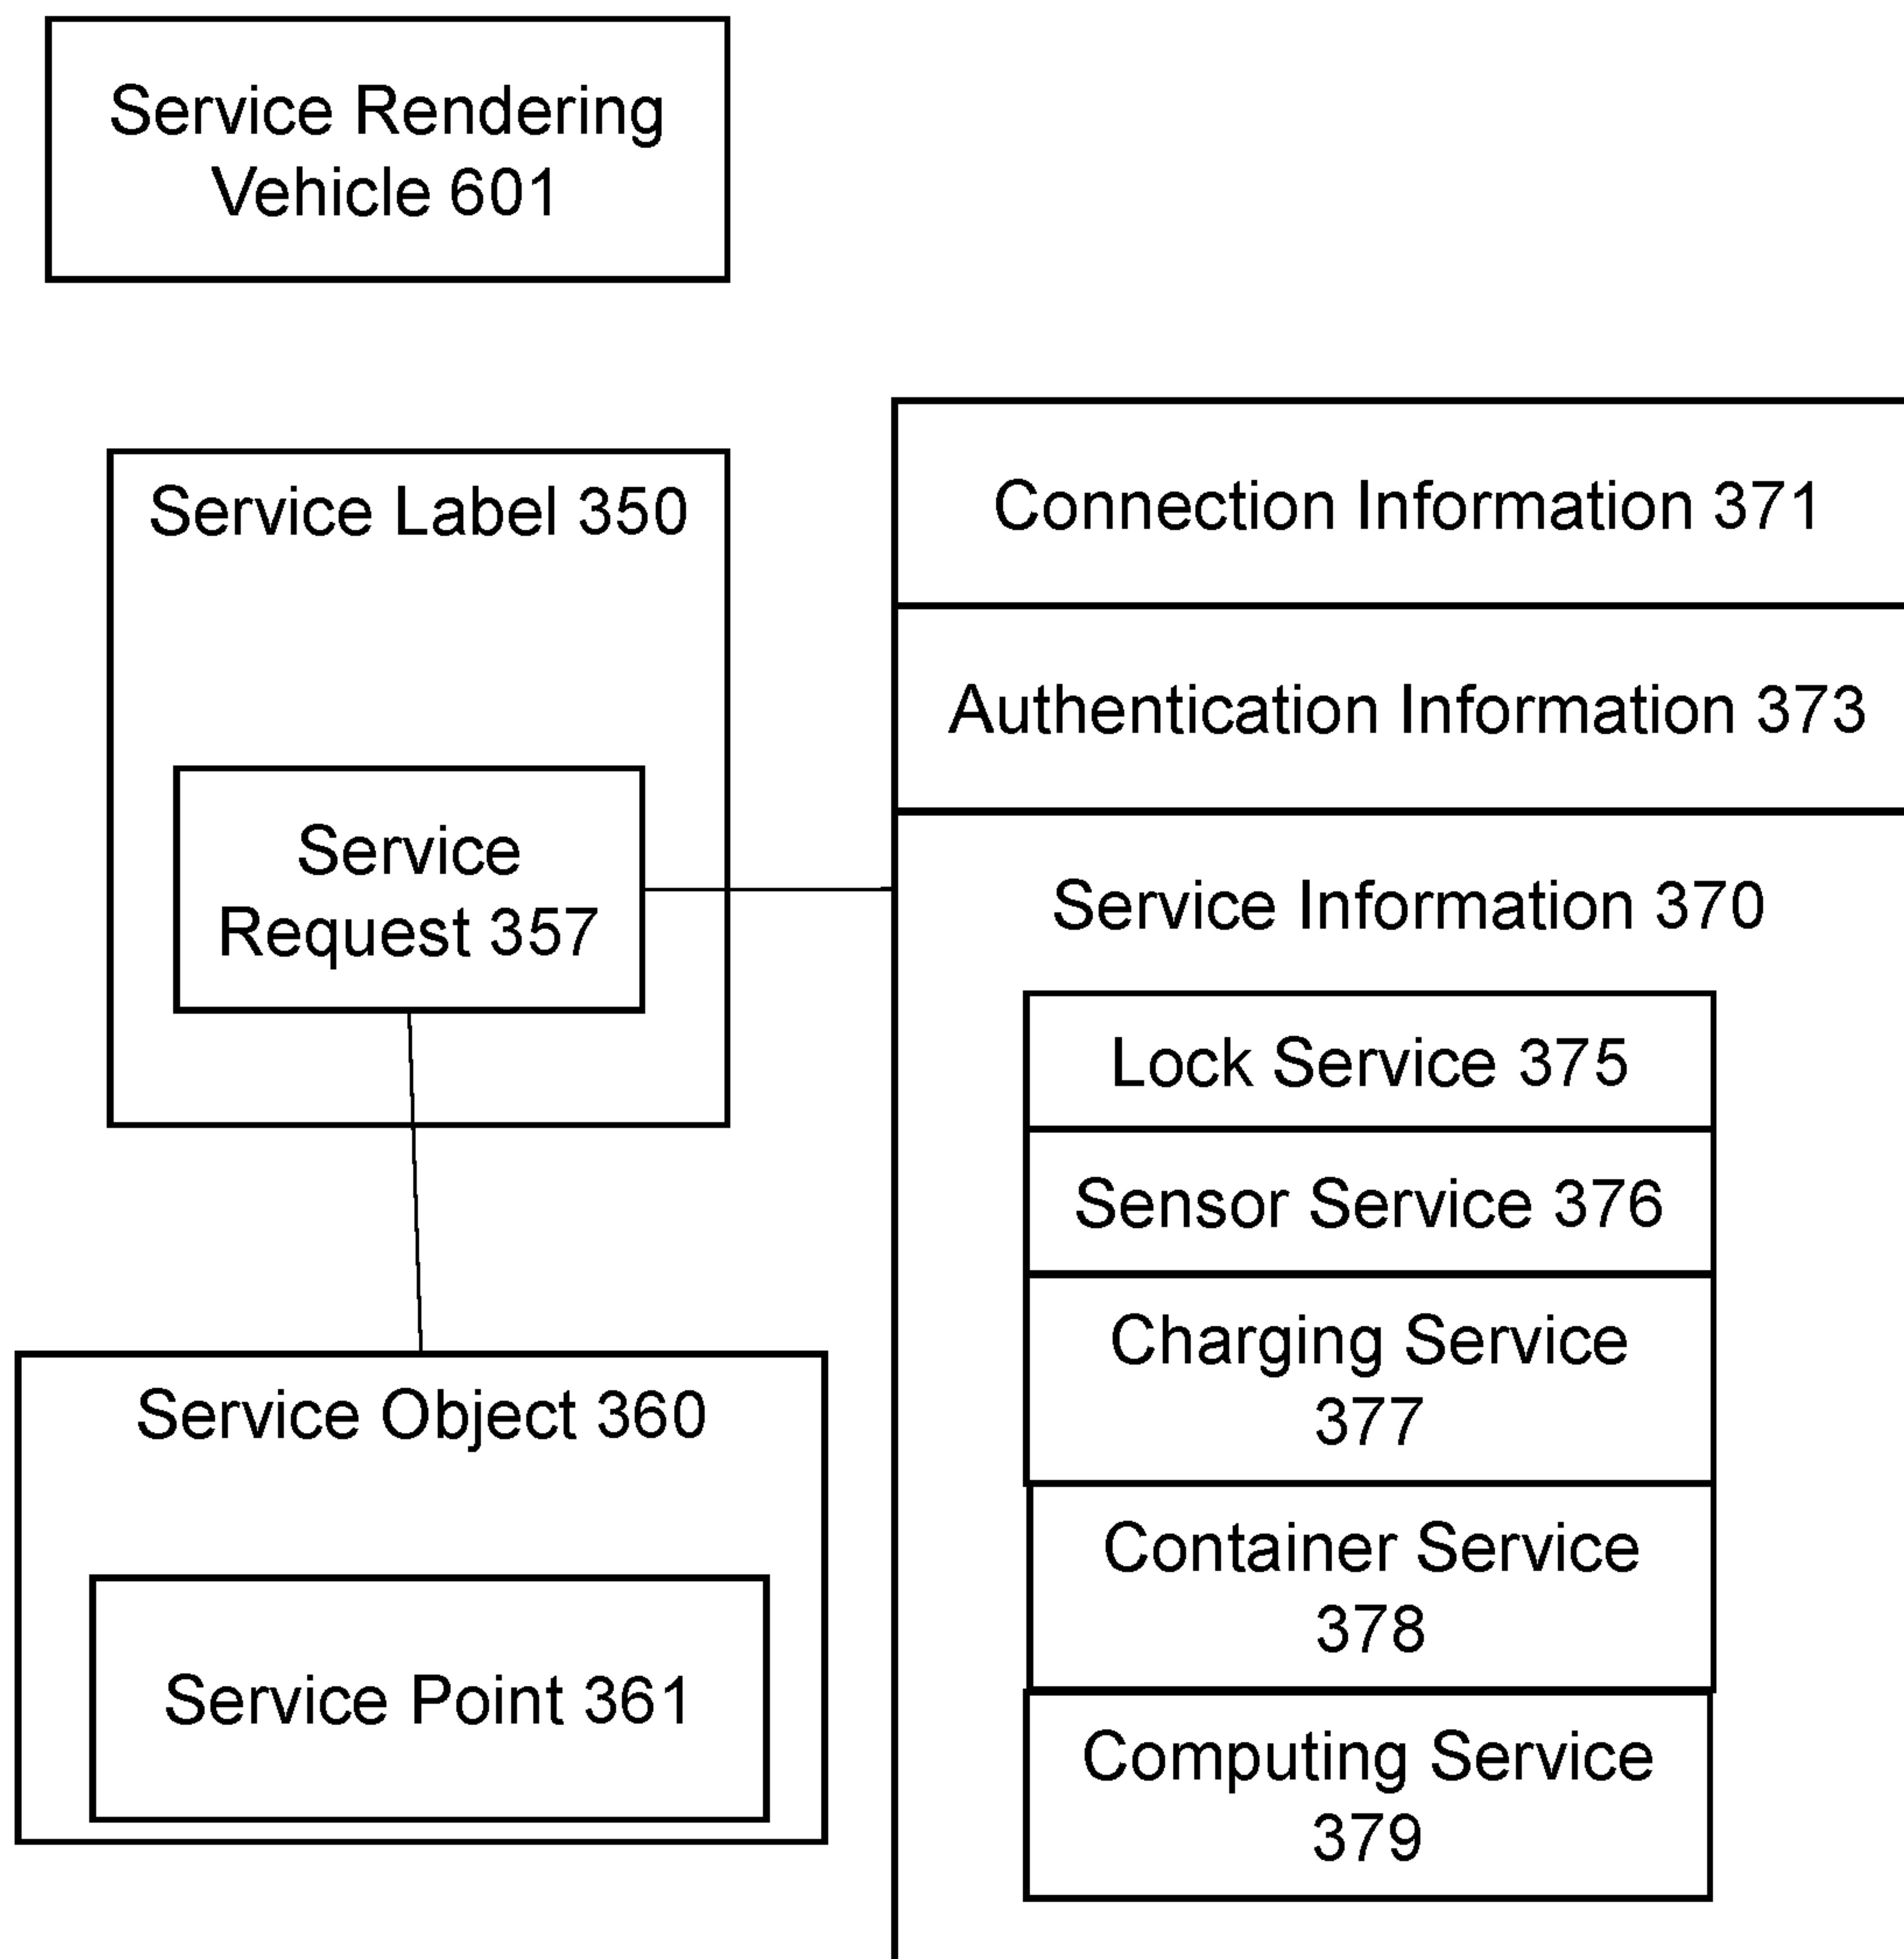 Service Rendering
Vehicle 601
Service Label 350
Service
Request 357
Service Object 360
Service Point 361
Connection Information 371
Authentication Information 373
Service Information 370
Lock Service 375
Sensor Service 376
Charging Service
377
Container Service
378
Computing Service
379